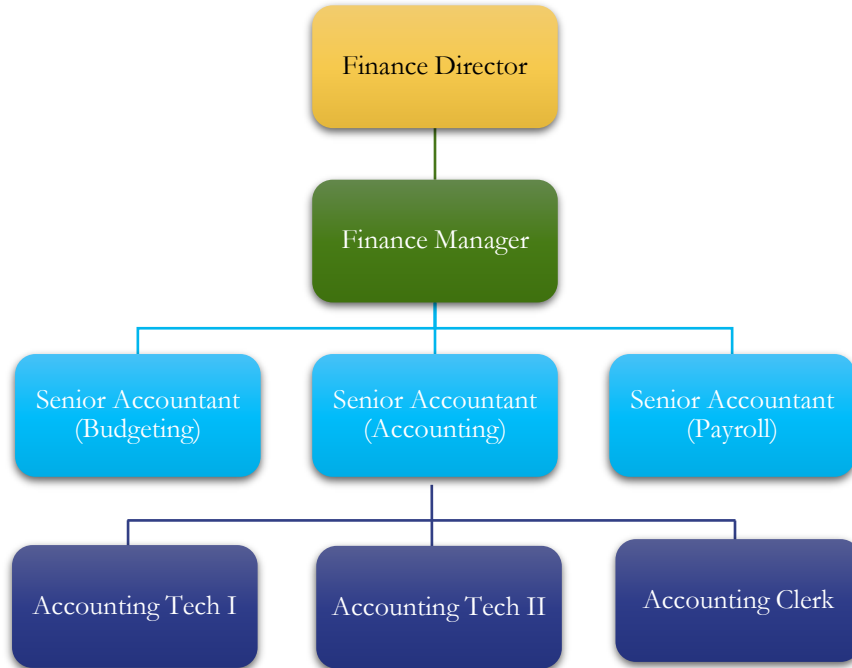 Finance Director
Finance Manager
Senior Accountant
(Budgeting)
Senior Accountant
(Accounting)
Senior Accountant
(Payroll)
Accounting Tech I
Accounting Tech II
Accounting Clerk